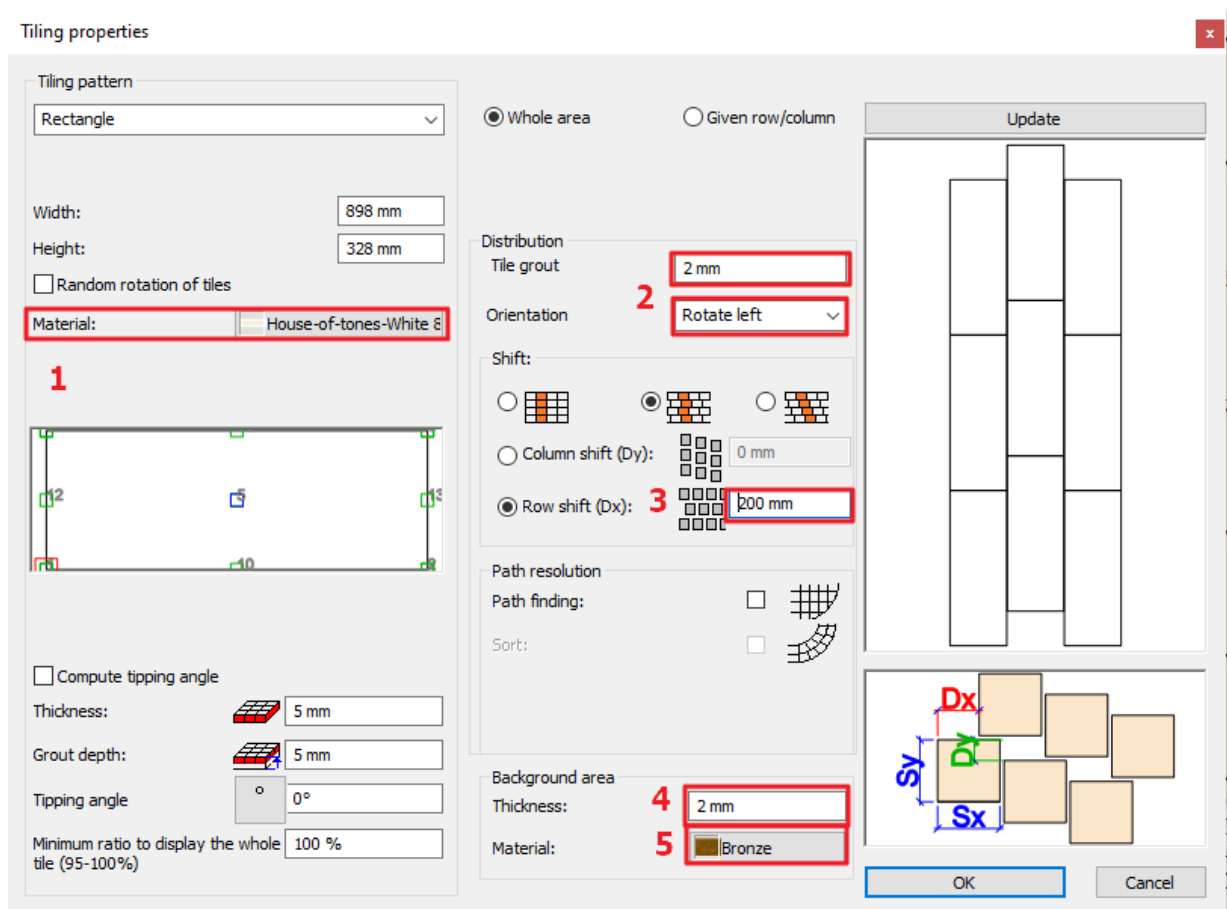 Tiling properties
x
Tiling pattern
Rectangle
Width:
898 mm
Height:
328 mm
Random rotation of tiles
Material:
House-of-tones-White 8
1
12
5
13
10
Compute tipping angle
Thickness:
5 mm
Grout depth:
5 mm
Tipping angle
°
0°
Minimum ratio to display the whole
tile (95-100%)
100 %
Whole area
Given row/column
Distribution
Tile grout
2 mm
2
Orientation
Rotate left
Shift:
Column shift (Dy):
0 mm
Row shift (Dx):
3
200 mm
Path resolution
Path finding:
Sort:
Background area
Thickness:
4
2 mm
Material:
5
Bronze
Update
Dx
Dy
Sy
Sx
OK
Cancel